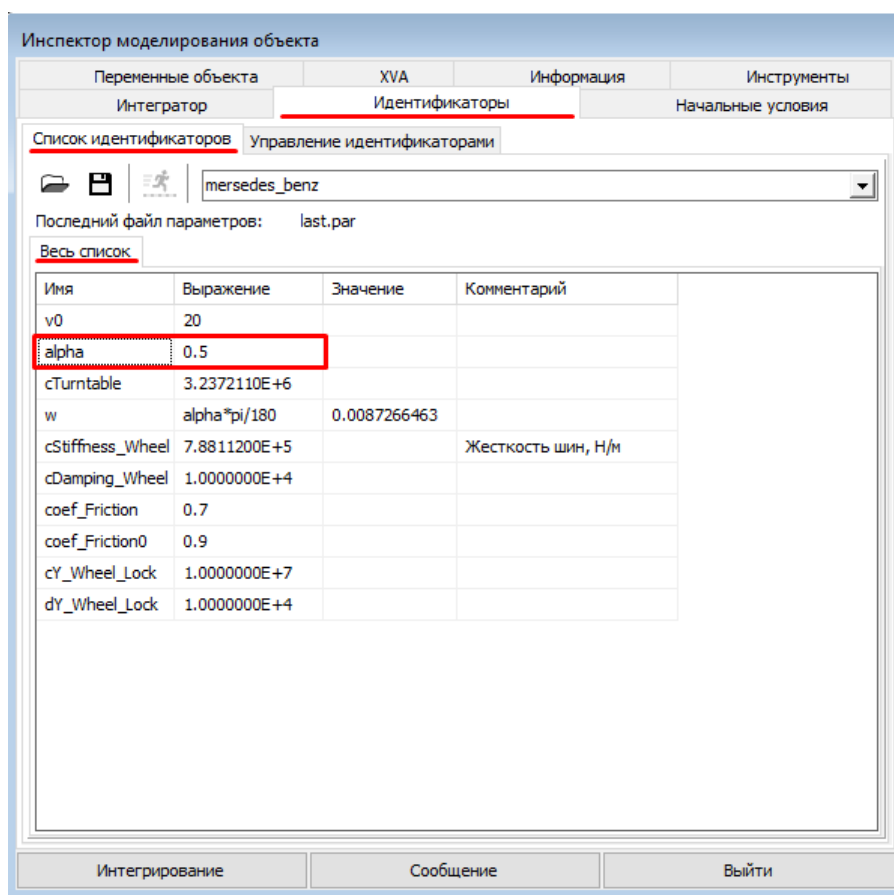 Инспектор моделирования объекта
Переменные объекта XVA Информация Инструменты
Интегратор Идентификаторы Начальные условия
Список идентификаторов Управление идентификаторами
mersedes_benz
Последний файл параметров: last.par
Весь список
Имя Выражение Значение Комментарий
v0 20
alpha 0.5
cTurntable 3.2372110E+6
w alpha*pi/180 0.0087266463
cStiffness_Wheel 7.8811200E+5 Жесткость шин, Н/м
cDamping_Wheel 1.0000000E+4
coef_Friction 0.7
coef_Friction0 0.9
cY_Wheel_Lock 1.0000000E+7
dY_Wheel_Lock 1.0000000E+4
Интегрирование Сообщение Выйти